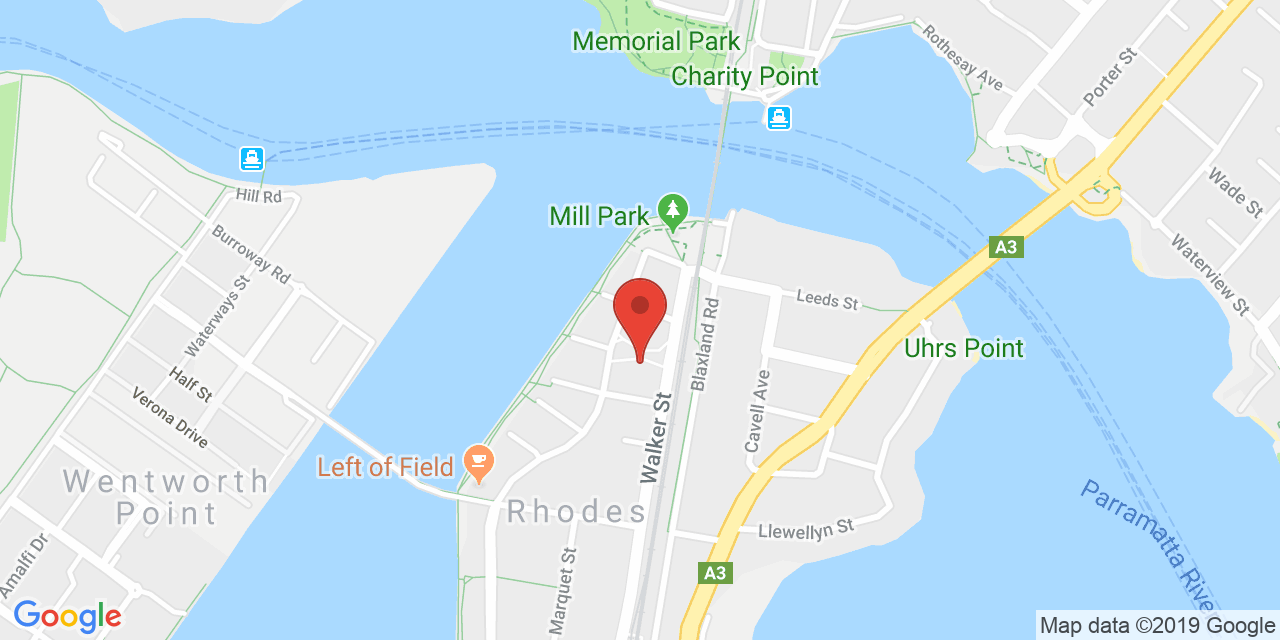 Memorial Park
Charity Point
Rothesay Ave
Porter St
Hill Rd
Wade St
Mill Park
Burroway Rd
A3
Waterview St
Waterways St
Leeds St
Blaxland Rd
Uhrs Point
Half St
Verona Drive
Cavell Ave
Walker St
Left of Field
Wentworth
Point
Rhodes
Parramatta River
Llewellyn St
Amalfi Dr
Marquet St
A3
Google
Map data ©2019 Google